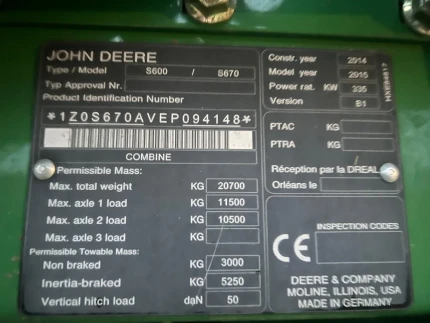 JOHN DEERE
Type / Model S600 / S670
Typ Approval Nr.
Product Identification Number
*1Z0S670AVEP094148*
COMBINE
Permissible Mass:
Max. total weight KG 20700
Max. axle 1 load KG 11500
Max. axle 2 load KG 10500
Max. axle 3 load KG
Permissible Towable Mass:
Non braked KG 3000
Inertia-braked KG 5250
Vertical hitch load daN 50
Constr. year 2014
Model year 2015
Power rat. KW 335
Version B1
HXE84817
PTAC KG
PTRA KG
Réception par la DREAL
Orléans le
CE
INSPECTION CODES
DEERE & COMPANY
MOLINE, ILLINOIS, USA
MADE IN GERMANY